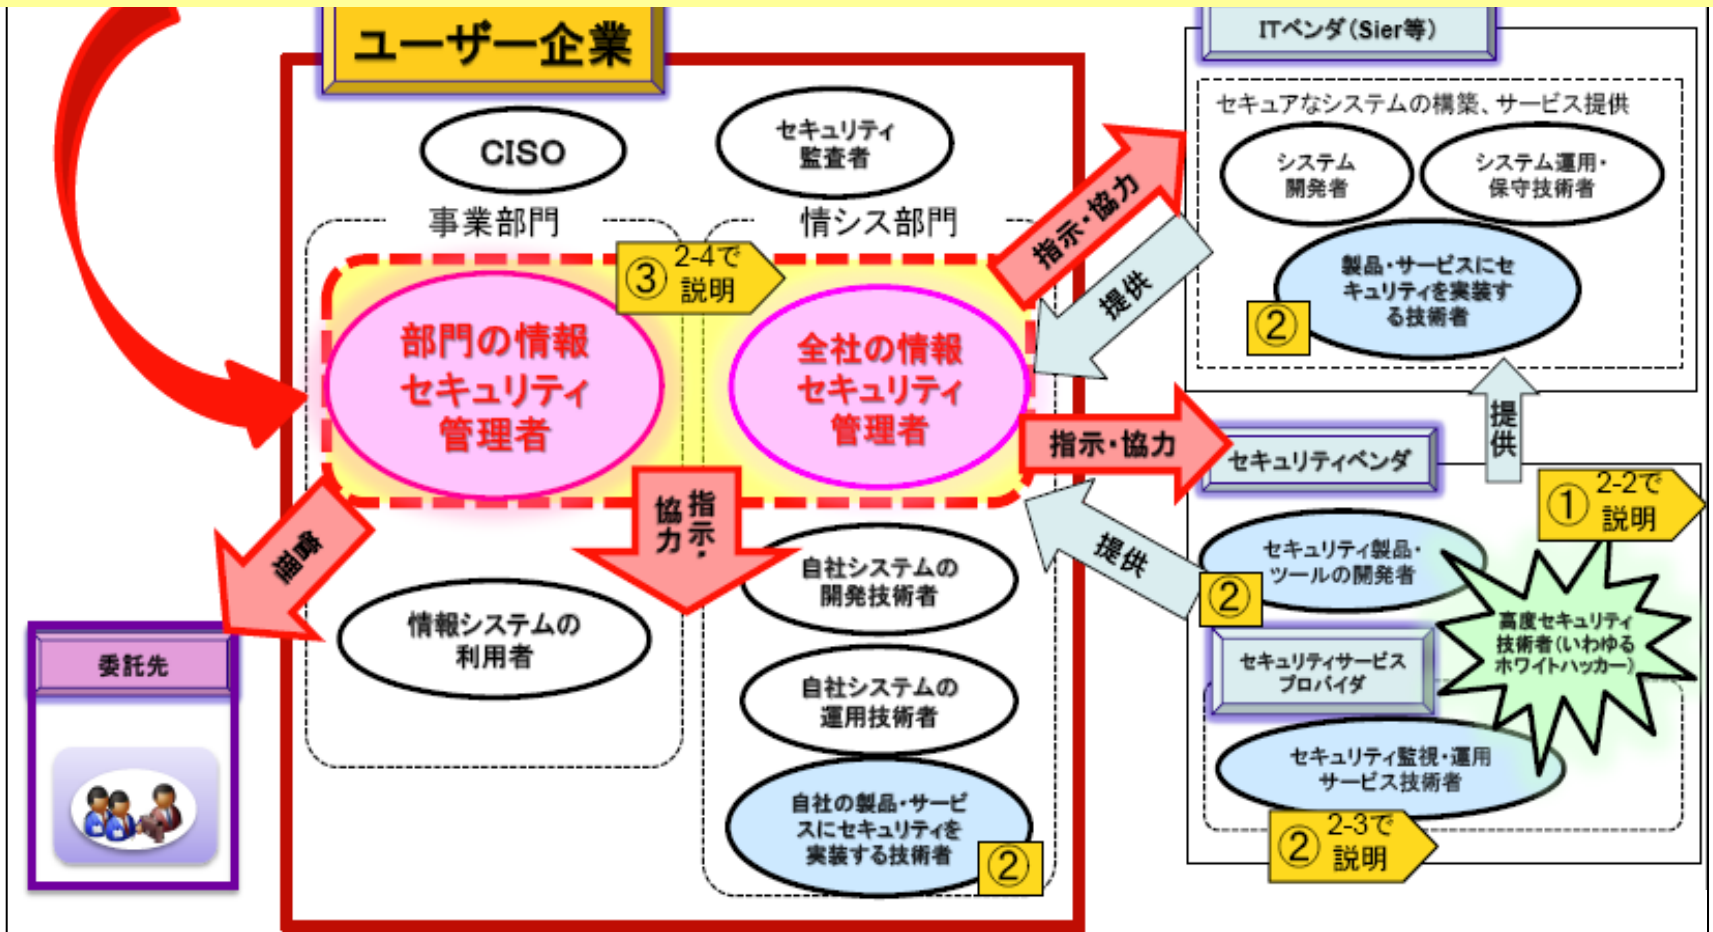 ユーザー企業
CISO
セキュリティ
監査者
事業部門
情シス部門
③
2-4で
説明
部門の情報
セキュリティ
管理者
全社の情報
セキュリティ
管理者
指示・協力
提供
指示・協力
提供
指示・
協力
管理
情報システムの
利用者
自社システムの
開発技術者
自社システムの
運用技術者
自社の製品・サービ
スにセキュリティを
実装する技術者
②
委託先
ITベンダ(Sier等)
セキュアなシステムの構築、サービス提供
システム
開発者
システム運用・
保守技術者
製品・サービスにセ
キュリティを実装す
る技術者
②
提供
セキュリティベンダ
①
2-2で
説明
セキュリティ製品・
ツールの開発者
②
高度セキュリティ
技術者(いわゆる
ホワイトハッカー)
セキュリティサービス
プロバイダ
セキュリティ監視・運用
サービス技術者
②
2-3で
説明